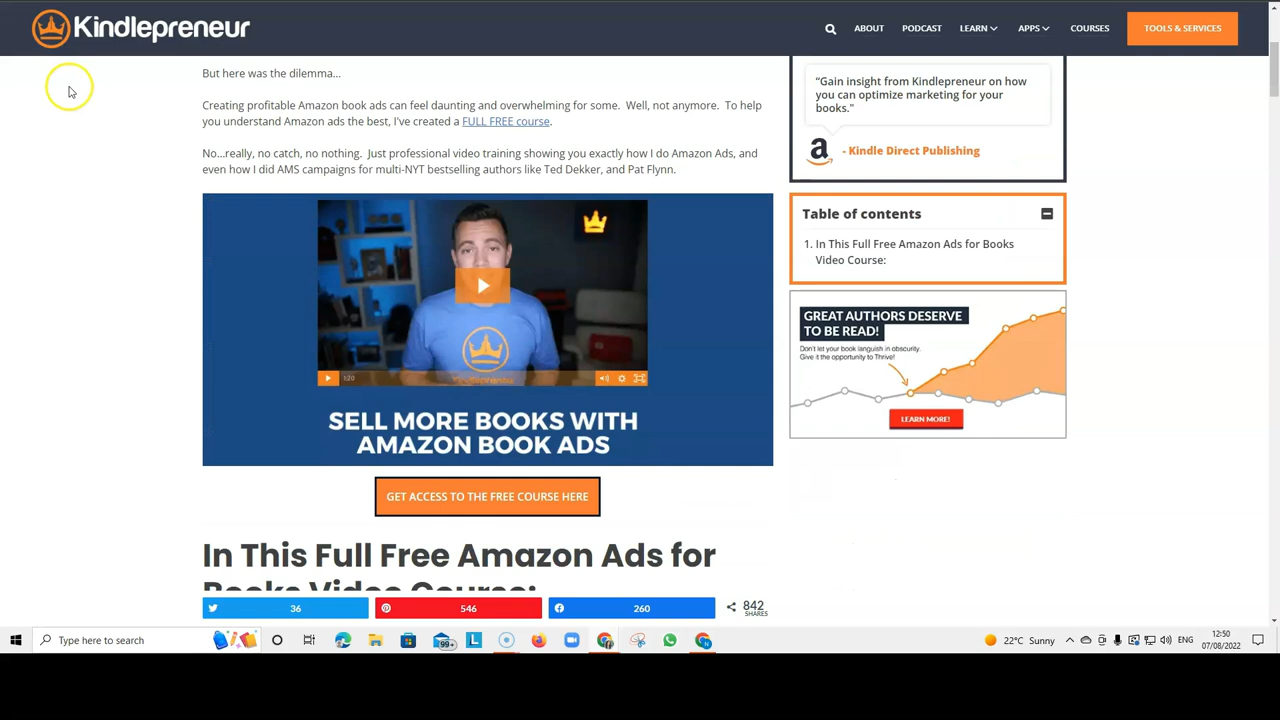 Kindlepreneur
ABOUT
PODCAST
LEARN
APPS
COURSES
TOOLS & SERVICES
But here was the dilemma…
Creating profitable Amazon book ads can feel daunting and overwhelming for some. Well, not anymore. To help
you understand Amazon ads the best, I've created a FULL FREE course.
No…really, no catch, no nothing. Just professional video training showing you exactly how I do Amazon Ads, and
even how I did AMS campaigns for multi-NYT bestselling authors like Ted Dekker, and Pat Flynn.
1:20
SELL MORE BOOKS WITH
AMAZON BOOK ADS
GET ACCESS TO THE FREE COURSE HERE
In This Full Free Amazon Ads for
Books Video Course:
36
546
260
842
SHARES
“Gain insight from Kindlepreneur on how
you can optimize marketing for your
books."
a
- Kindle Direct Publishing
Table of contents
1. In This Full Free Amazon Ads for Books
Video Course:
GREAT AUTHORS DESERVE
TO BE READ!
Don't let your book languish in obscurity.
Give it the opportunity to Thrive!
LEARN MORE!
Type here to search
99+
L
N
22°C Sunny
ENG
12:50
07/08/2022